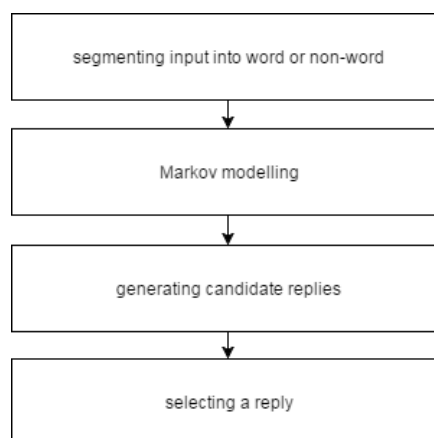 segmenting input into word or non-word
Markov modelling
generating candidate replies
selecting a reply